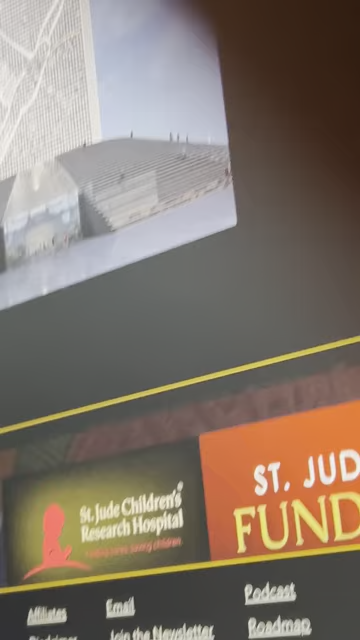 St. Jude Children's
Research Hospital
Finding cures. Saving children.
ST. JUD
FUND
Affiliates
Email
Podcast
Disclaimer
Join the Newsletter
Roadmap